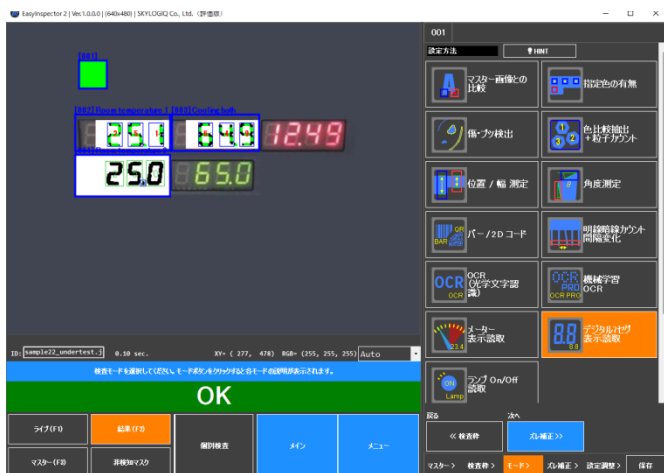 EasyInspector 2 | Ver.1.0.0.0 | (640x480) | SKYLOGIQ Co., Ltd. (評価版)
[001]
[002]Room temperature 1 [003]Cooling bath
25.1 64.9 12.49
25.0 65.0
ID: sample22_undertest.j 0.10 sec. XY= ( 277, 478) RGB= (255, 255, 255) Auto
検査モードを選択してください。モードボタンをクリックすると各モードの説明が表示されます。
OK
ライブ(F1)
結果(F2)
個別検査
メイン
メニュー
マスター(F3)
非検知マスク
001
設定方法
HINT
マスター画像との
比較
指定色の有無
傷・ブツ検出
色比較抽出
+粒子カウント
位置 / 幅 測定
角度測定
バー/2D コード
明線暗線カウント
間隔変化
OCR
(光学文字認
識)
機械学習
OCR
メーター
表示読取
デジタル7セグ
表示読取
ランプ On/Off
読取
戻る
次へ
<< 検査枠
ズレ補正>>
マスター>
検査枠>
モード>
ズレ補正>
設定調整>
保存